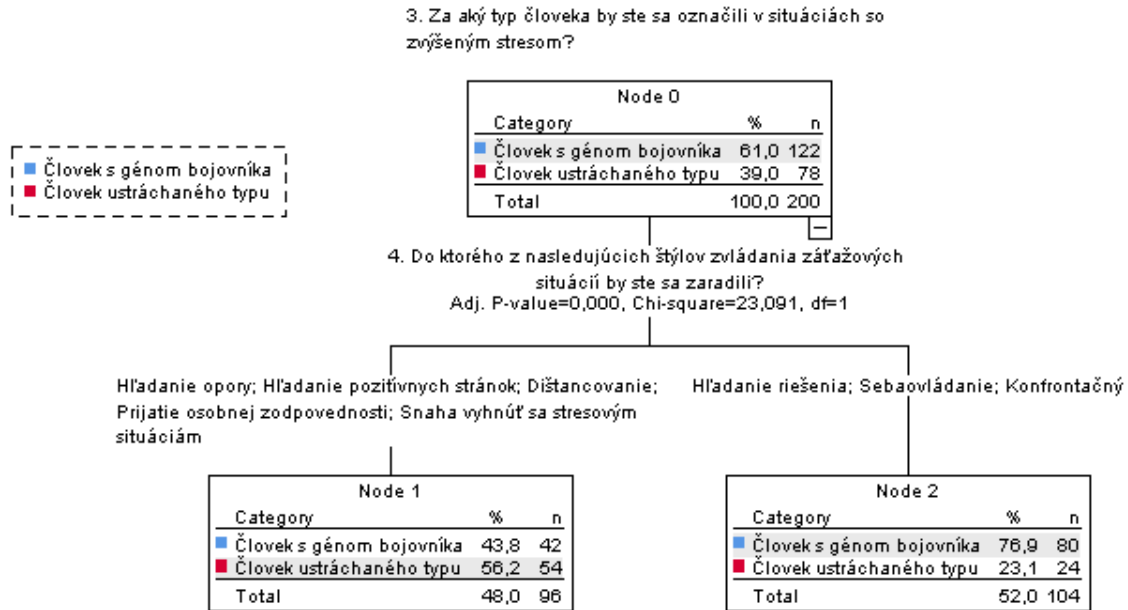 3. Za aký typ človeka by ste sa označili v situáciách so
zvýšeným stresom?
Človek s génom bojovníka
Človek ustráchaného typu
Node 0
Category % n
Človek s génom bojovníka 61,0 122
Človek ustráchaného typu 39,0 78
Total 100,0 200
4. Do ktorého z nasledujúcich štýlov zvládania záťažových
situácií by ste sa zaradili?
Adj. P-value=0,000, Chi-square=23,091, df=1
Hľadanie opory; Hľadanie pozitívnych stránok; Dištancovanie;
Prijatie osobnej zodpovednosti; Snaha vyhnúť sa stresovým
situáciám
Hľadanie riešenia; Sebaovládanie; Konfrontačný
Node 1
Category % n
Človek s génom bojovníka 43,8 42
Človek ustráchaného typu 56,2 54
Total 48,0 96
Node 2
Category % n
Človek s génom bojovníka 76,9 80
Človek ustráchaného typu 23,1 24
Total 52,0 104